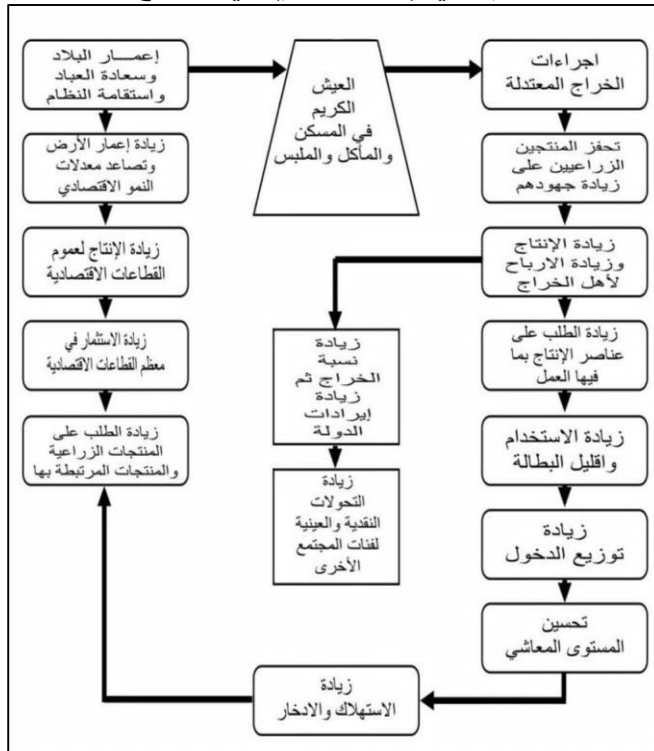 اجراءات
الخراج المعتدلة
تحفز المنتجين
الزراعيين على
زيادة جهودهم
زيادة الإنتاج
وزيادة الارباح
لأهل الخراج
زيادة الطلب على
عناصر الإنتاج بما
فيها العمل
زيادة الاستخدام
واقليل البطالة
زيادة
توزيع الدخول
تحسين
المستوى المعاشي
زيادة
الاستهلاك والادخار
العيش
الكريم
في المسكن
والمأكل والملبس
زيادة
نسبة
الخراج ثم
زيادة
إيرادات
الدولة
زيادة
التحولات
النقدية والعينية
لفئات المجتمع
الأخرى
إعمار البلاد
وسعادة العباد
واستقامة النظام
زيادة إعمار الأرض
وتصاعد معدلات
النمو الاقتصادي
زيادة الإنتاج لعموم
القطاعات الاقتصادية
زيادة الاستثمار في
معظم القطاعات الاقتصادية
زيادة الطلب على
المنتجات الزراعية
والمنتجات المرتبطة بها